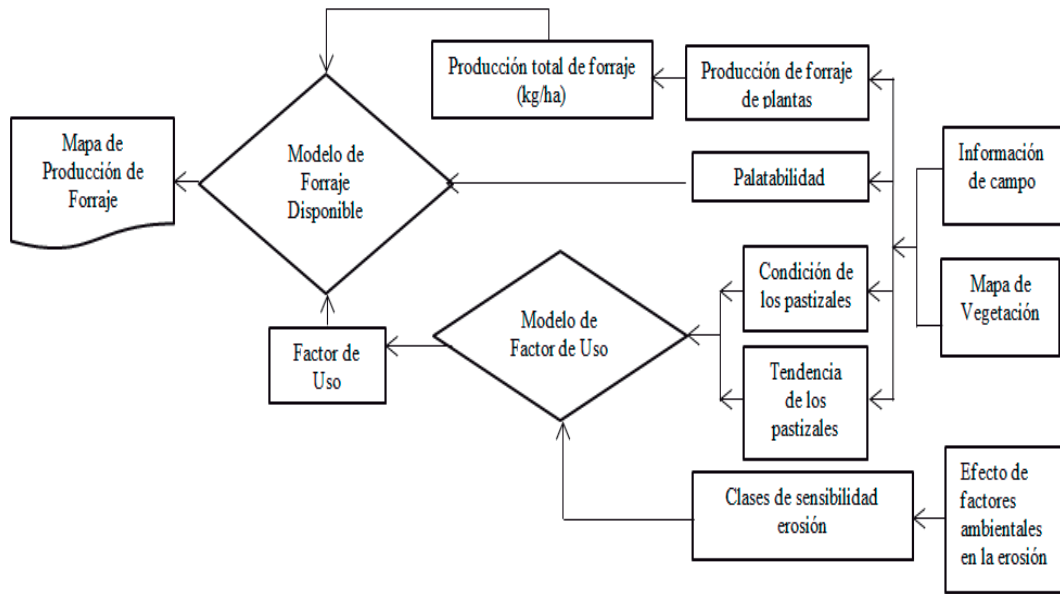 Mapa de
Producción de
Forraje
Modelo de
Forraje
Disponible
Producción total de forraje
(kg/ha)
Producción de forraje
de plantas
Palatabilidad
Información
de campo
Mapa de
Vegetación
Condición de
los pastizales
Tendencia
de los
pastizales
Modelo de
Factor de Uso
Factor de
Uso
Clases de sensibilidad
erosión
Efecto de
factores
ambientales
en la erosión